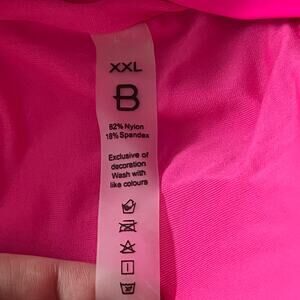 XXL
B
82% Nylon
18% Spandex
Exclusive of
decoration
Wash with
like colours